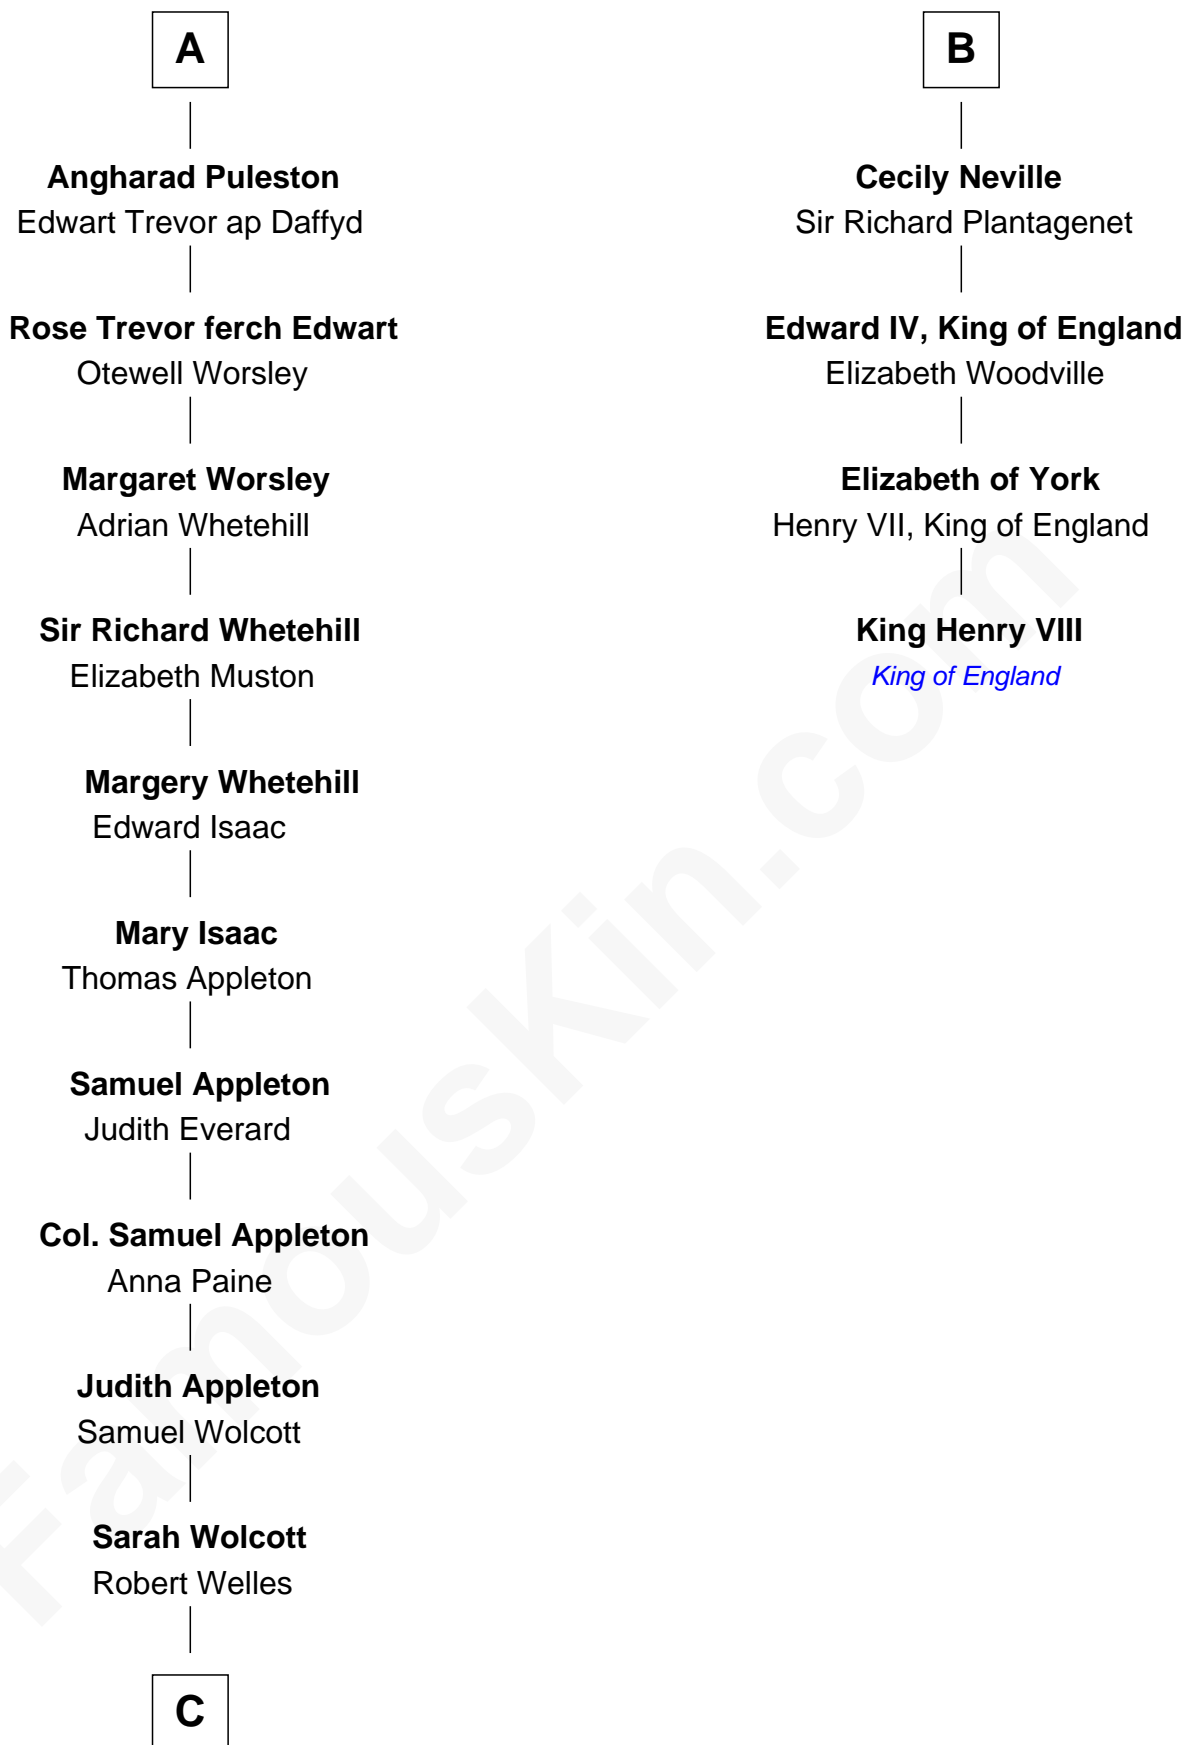 A
Angharad Puleston
Edwart Trevor ap Daffyd
Rose Trevor ferch Edwart
Otewell Worsley
Margaret Worsley
Adrian Whetehill
Sir Richard Whetehill
Elizabeth Muston
Margery Whetehill
Edward Isaac
Mary Isaac
Thomas Appleton
Samuel Appleton
Judith Everard
Col. Samuel Appleton
Anna Paine
Judith Appleton
Samuel Wolcott
Sarah Wolcott
Robert Welles
C
B
Cecily Neville
Sir Richard Plantagenet
Edward IV, King of England
Elizabeth Woodville
Elizabeth of York
Henry VII, King of England
King Henry VIII
King of England
FamousKin.com